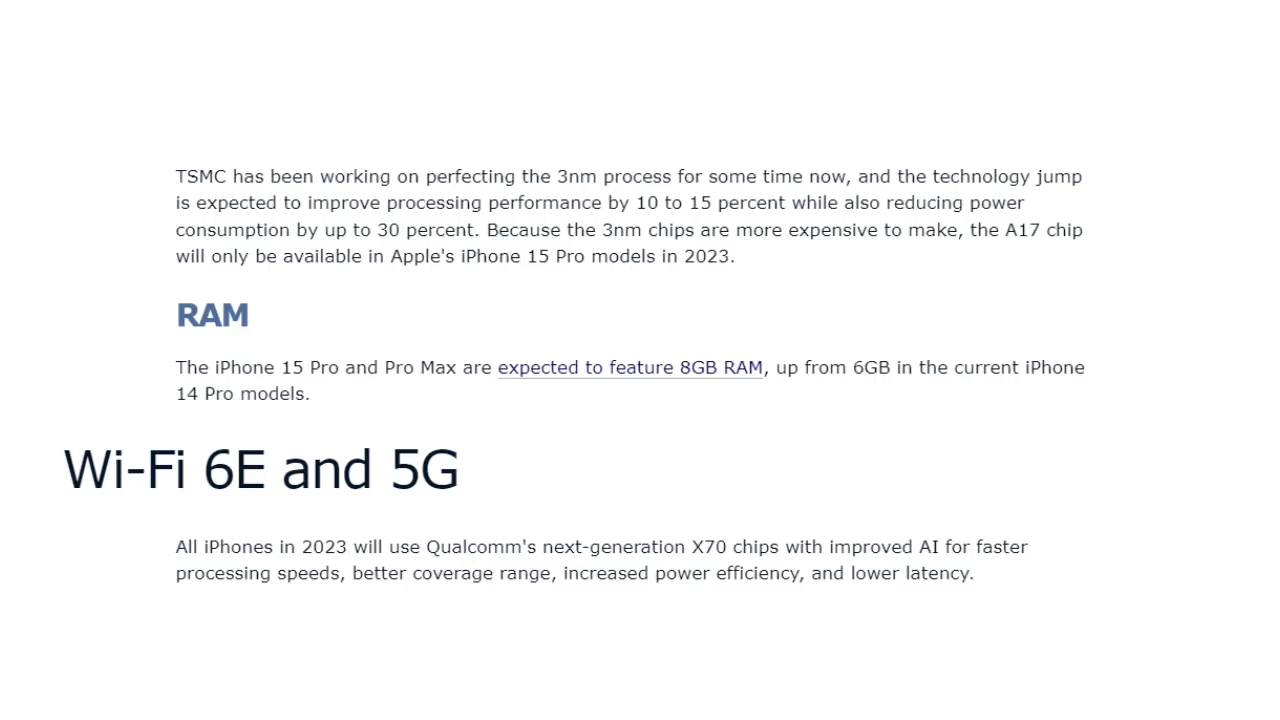 TSMC has been working on perfecting the 3nm process for some time now, and the technology jump
is expected to improve processing performance by 10 to 15 percent while also reducing power
consumption by up to 30 percent. Because the 3nm chips are more expensive to make, the A17 chip
will only be available in Apple's iPhone 15 Pro models in 2023.
RAM
The iPhone 15 Pro and Pro Max are expected to feature 8GB RAM, up from 6GB in the current iPhone
14 Pro models.
Wi-Fi 6E and 5G
All iPhones in 2023 will use Qualcomm's next-generation X70 chips with improved AI for faster
processing speeds, better coverage range, increased power efficiency, and lower latency.